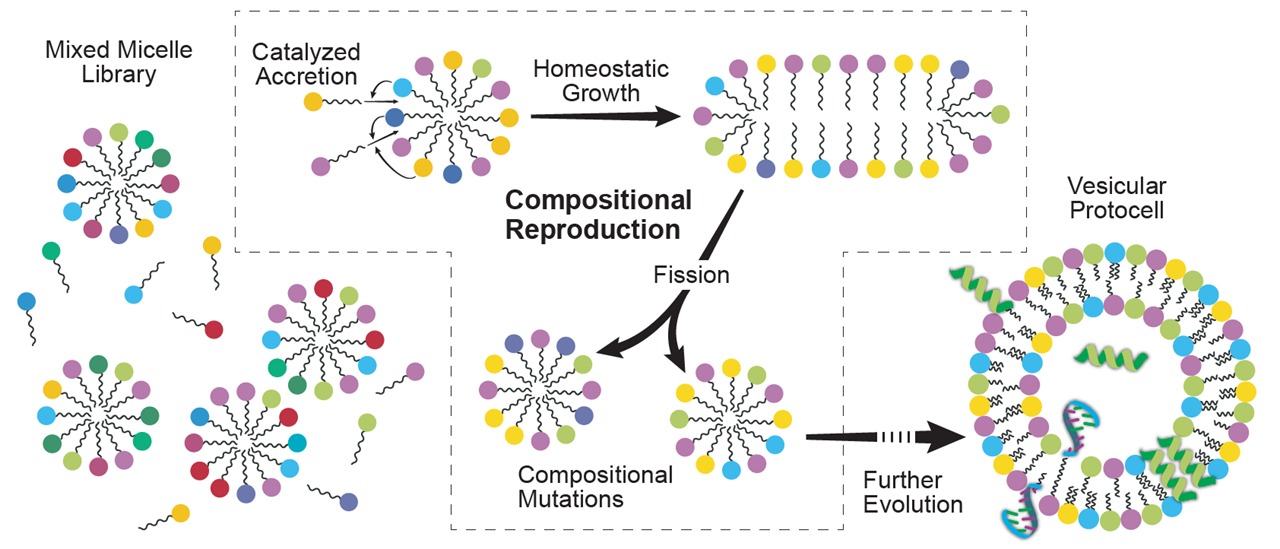 Mixed Micelle
Library
Catalyzed
Accretion
Homeostatic
Growth
Compositional
Reproduction
Fission
Compositional
Mutations
Further
Evolution
Vesicular
Protocell